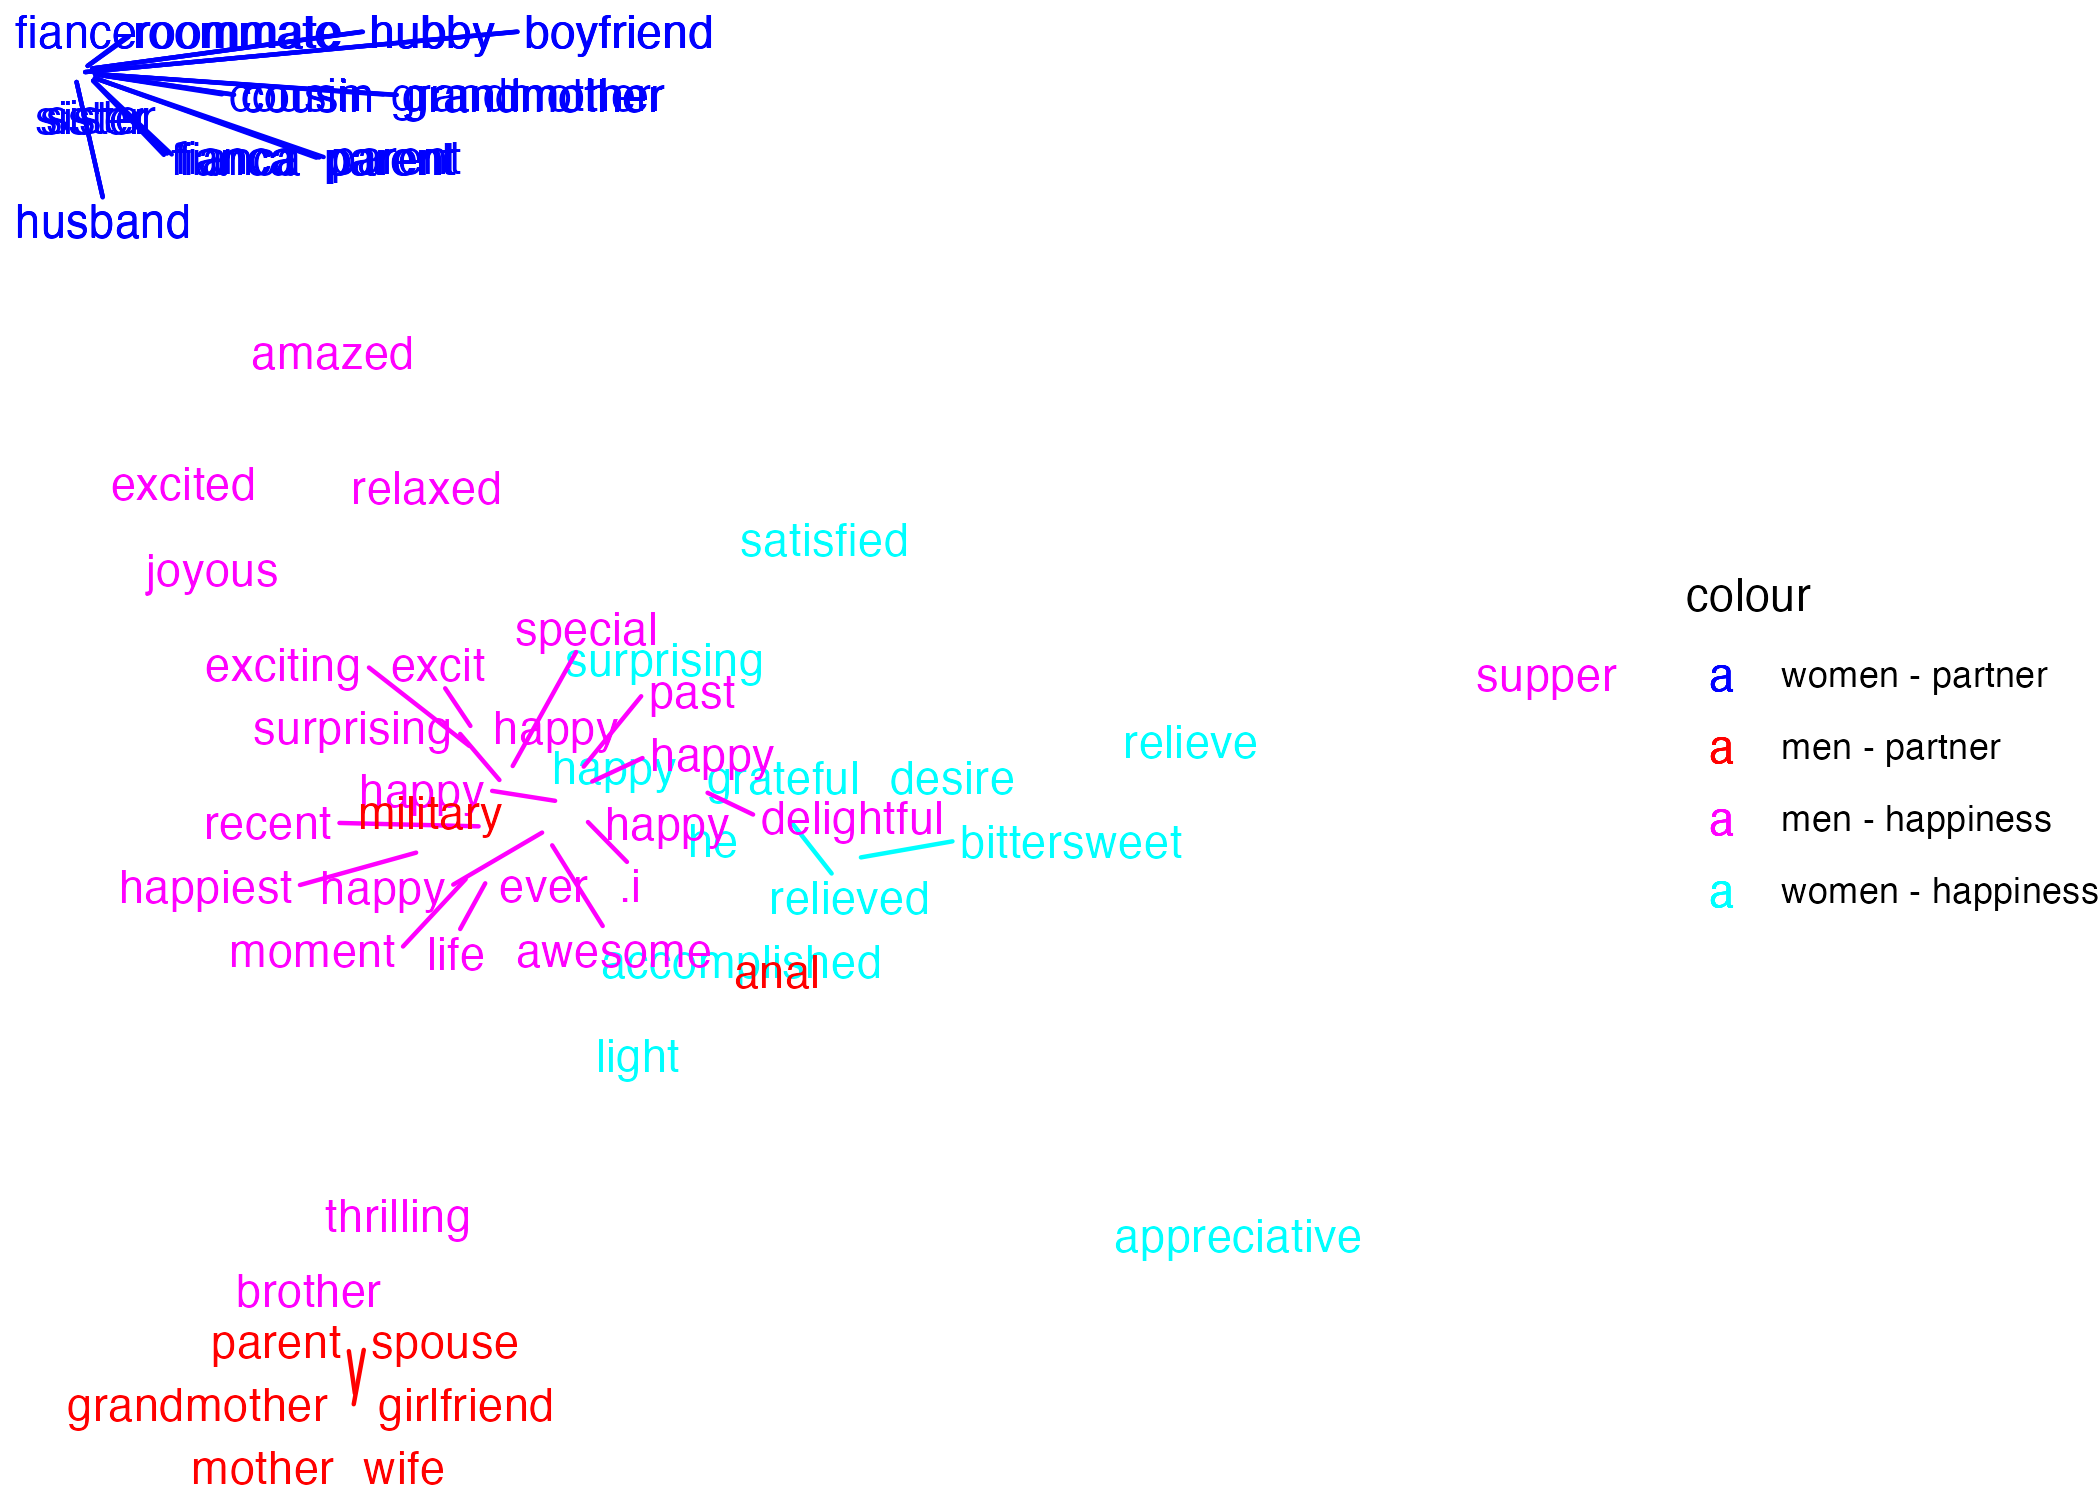 fiance roommate hubby boyfriend
cousin grandmother
sister
fianca parent
husband
amazed
excited relaxed
satisfied
joyous
colour
special
exciting excit surprising
supper
a women - partner
past
surprising happy
relieve
a men - partner
happy happy
happy grateful desire
military
recent happy delightful
a men - happiness
he bittersweet
happiest happy ever .i
relieved
a women - happiness
moment life awesome
accomplished
anal
light
thrilling
appreciative
brother
parent spouse
grandmother girlfriend
mother wife